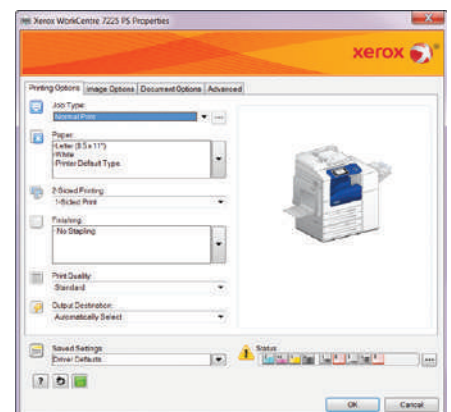 Xerox WorkCentre 7225 PS Properties
xerox
Printing Options Image Options Document Options Advanced
Job Type:
Normal Print
Paper:
Letter (8.5 x 11")
White
Printer Default Type
2-Sided Printing:
1-Sided Print
Finishing:
No Stapling
Print Quality:
Standard
Output Destination:
Automatically Select
Saved Settings:
Driver Defaults
Status
?
OK Cancel